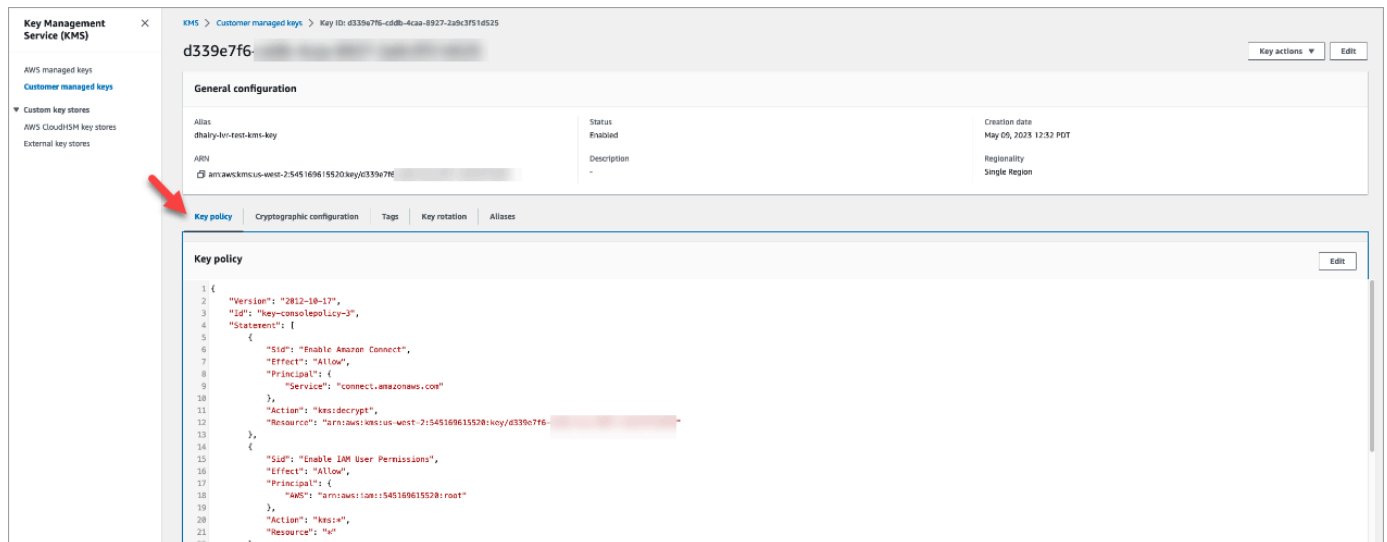 Key Management Service (KMS)
AWS managed keys
Customer managed keys
Custom key stores
AWS CloudHSM key stores
External key stores
KMS > Customer managed keys > Key ID: d339e7f6-cddb-4caa-8927-2a9c3f51d525
d339e7f6-
Key actions
Edit
General configuration
Alias
dhairy-ivr-test-kms-key
Status
Enabled
Creation date
May 09, 2023 12:32 PDT
ARN
arn:aws:kms:us-west-2:545169615520:key/d339e7f6
Description
-
Regionality
Single Region
Key policy
Cryptographic configuration
Tags
Key rotation
Aliases
Key policy
Edit
1 {
2 "Version": "2012-10-17",
3 "Id": "key-consolepolicy-3",
4 "Statement": [
5 {
6 "Sid": "Enable Amazon Connect",
7 "Effect": "Allow",
8 "Principal": {
9 "Service": "connect.amazonaws.com"
10 },
11 "Action": "kms:decrypt",
12 "Resource": "arn:aws:kms:us-west-2:545169615520:key/d339e7f6- "
13 },
14 {
15 "Sid": "Enable IAM User Permissions",
16 "Effect": "Allow",
17 "Principal": {
18 "AWS": "arn:aws:iam::545169615520:root"
19 },
20 "Action": "kms:*",
21 "Resource": "*"